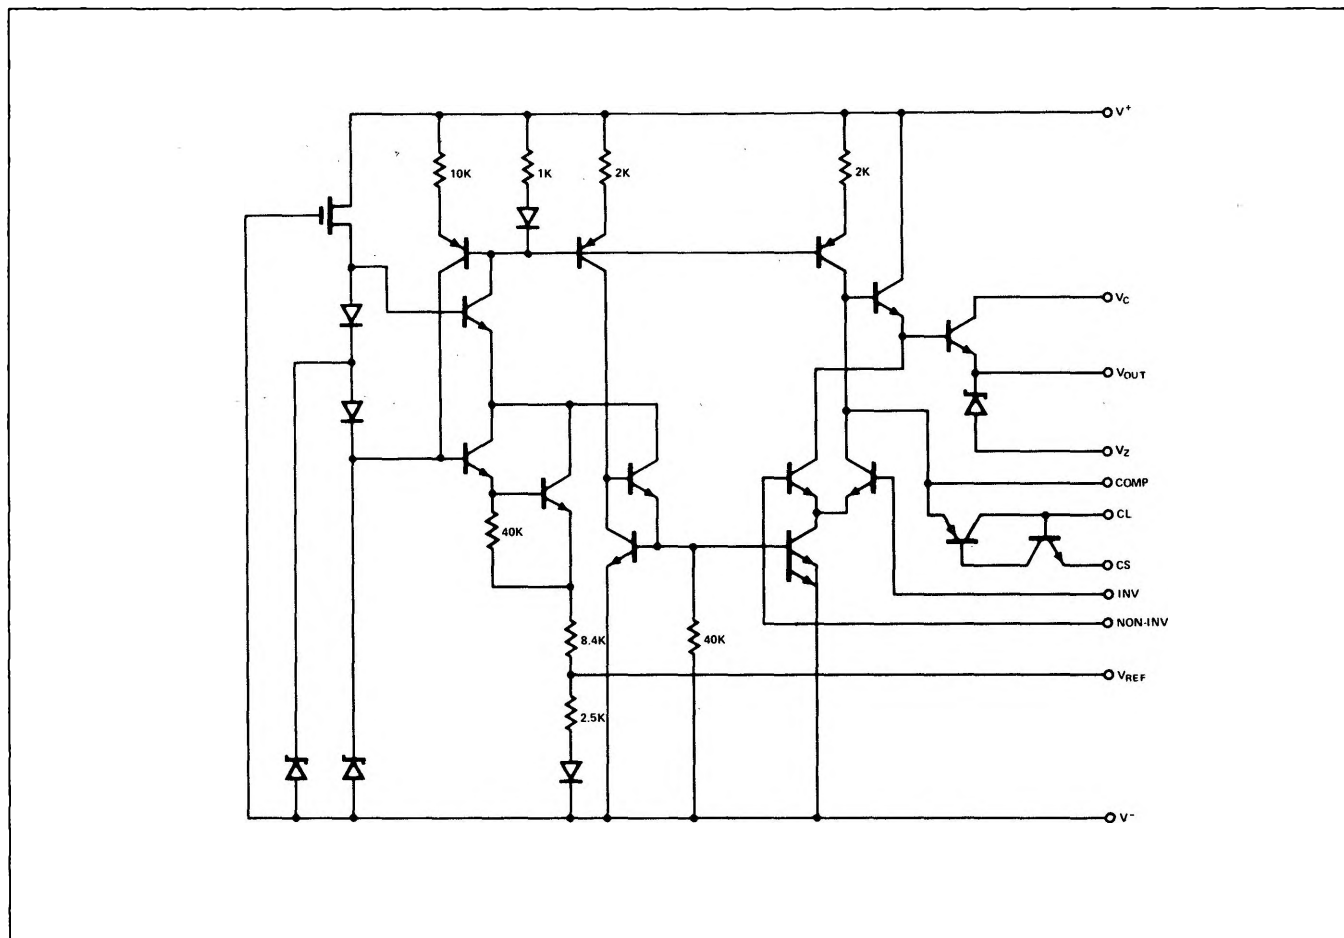 V+
10K
1K
2K
2K
VC
VOUT
VZ
COMP
CL
CS
INV
NON-INV
40K
8.4K
40K
VREF
2.5K
V-